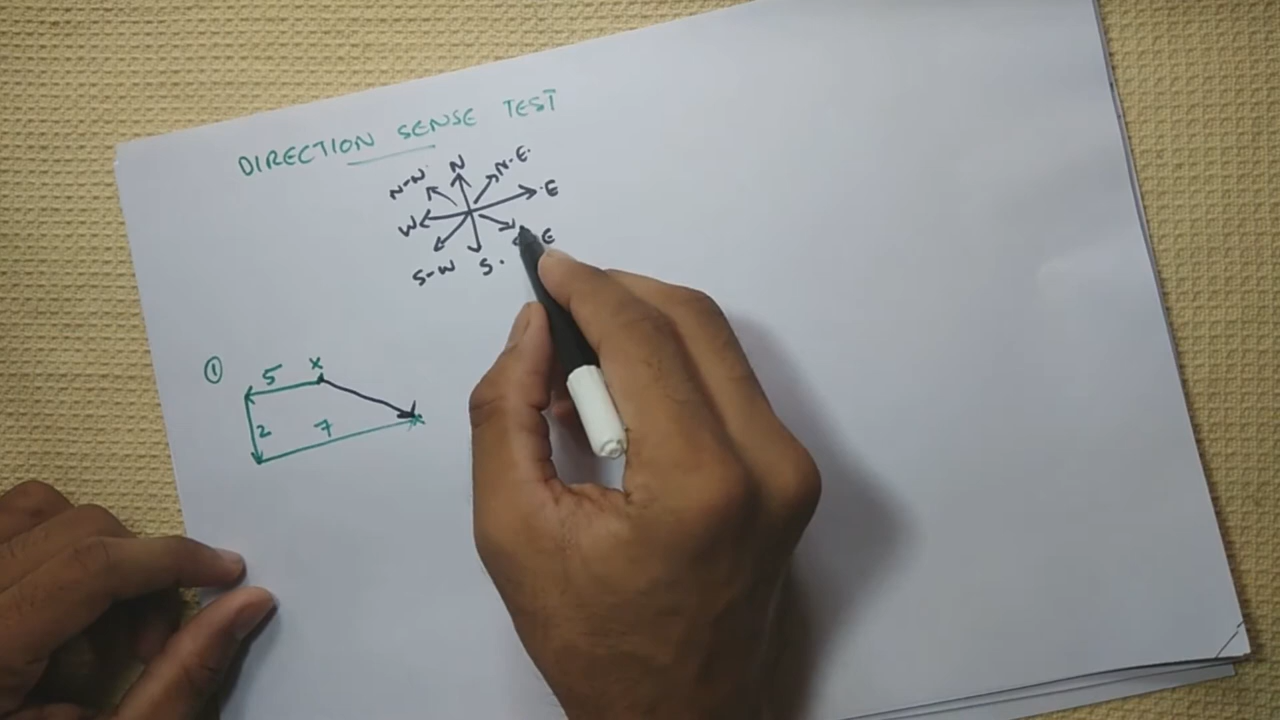 DIRECTION SENSE TEST
N
N-E.
E
W
E
S-W
S.
① 5 X
2 7
X